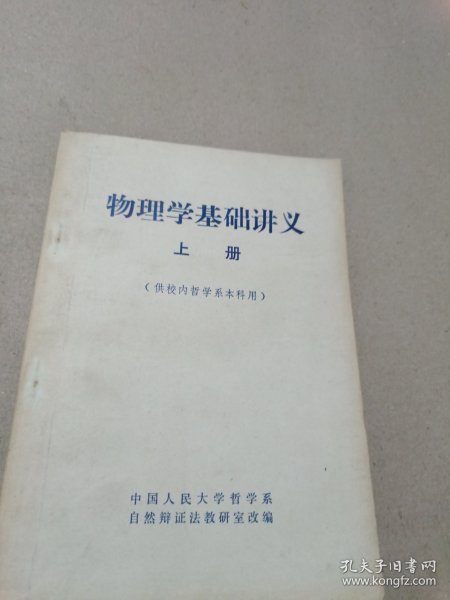 物理学基础讲义
上册
（供校内哲学系本科用）
中国人民大学哲学系
自然辩证法教研室改编
孔夫子旧书网
www.kongfz.com